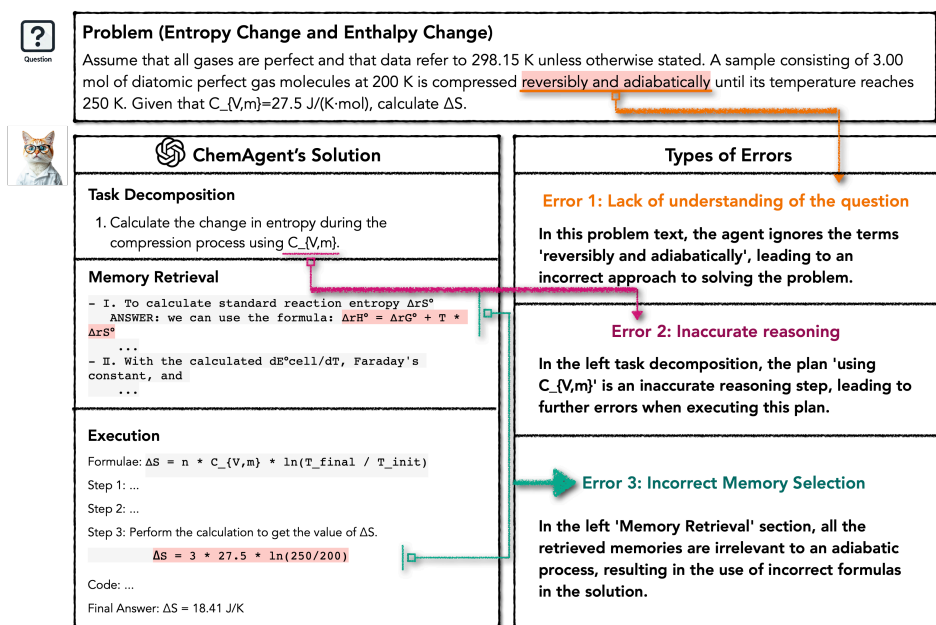 Question
Problem (Entropy Change and Enthalpy Change)
Assume that all gases are perfect and that data refer to 298.15 K unless otherwise stated. A sample consisting of 3.00
mol of diatomic perfect gas molecules at 200 K is compressed reversibly and adiabatically until its temperature reaches
250 K. Given that C_{V,m}=27.5 J/(K·mol), calculate ΔS.
ChemAgent's Solution
Task Decomposition
1. Calculate the change in entropy during the
compression process using C_{V,m}.
Memory Retrieval
- I. To calculate standard reaction entropy ΔrS°
ANSWER: we can use the formula: ΔrH° = ΔrG° + T *
ΔrS°
...
- II. With the calculated dE°cell/dT, Faraday's
constant, and
...
Execution
Formulae: ΔS = n * C_{V,m} * ln(T_final / T_init)
Step 1: ...
Step 2: ...
Step 3: Perform the calculation to get the value of ΔS.
ΔS = 3 * 27.5 * ln(250/200)
Code: ...
Final Answer: ΔS = 18.41 J/K
Types of Errors
Error 1: Lack of understanding of the question
In this problem text, the agent ignores the terms
'reversibly and adiabatically', leading to an
incorrect approach to solving the problem.
Error 2: Inaccurate reasoning
In the left task decomposition, the plan 'using
C_{V,m}' is an inaccurate reasoning step, leading to
further errors when executing this plan.
Error 3: Incorrect Memory Selection
In the left 'Memory Retrieval' section, all the
retrieved memories are irrelevant to an adiabatic
process, resulting in the use of incorrect formulas
in the solution.